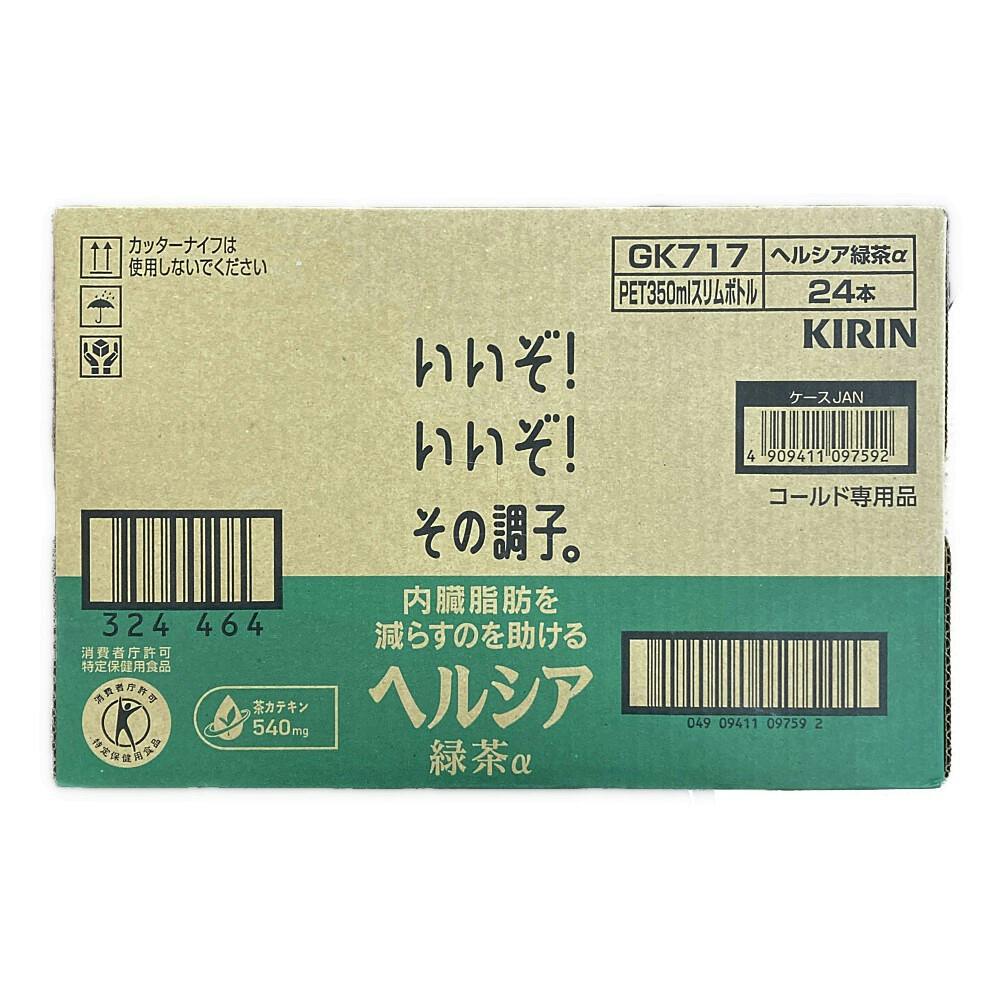 カッターナイフは
使用しないでください
GK717
ヘルシア緑茶α
PET350mlスリムボトル
24本
KIRIN
ケースJAN
4 909411 097592
コールド専用品
いいぞ!
いいぞ!
その調子。
324 464
消費者庁許可
特定保健用食品
消費者庁許可
特定保健用食品
茶カテキン
540mg
内臓脂肪を
減らすのを助ける
ヘルシア
緑茶α
049 09411 09759 2